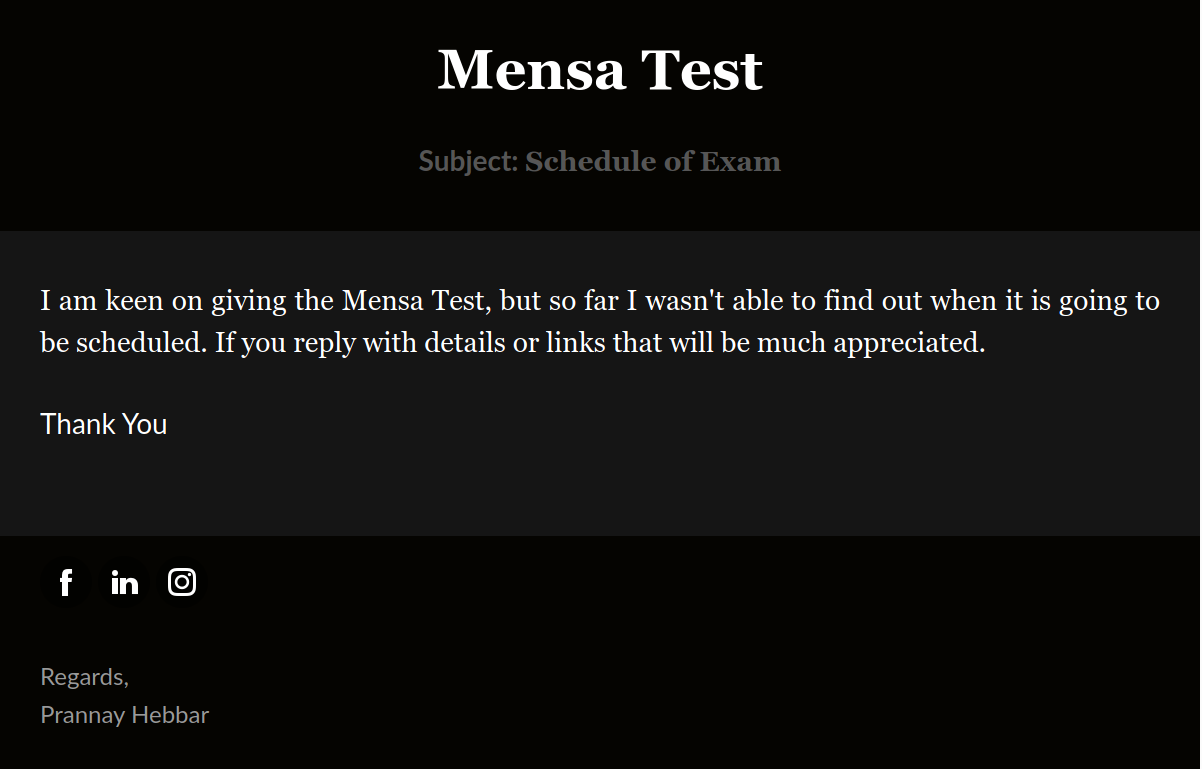 Mensa Test
Subject: Schedule of Exam
I am keen on giving the Mensa Test, but so far I wasn't able to find out when it is going to
be scheduled. If you reply with details or links that will be much appreciated.
Thank You
f in
Regards,
Prannay Hebbar